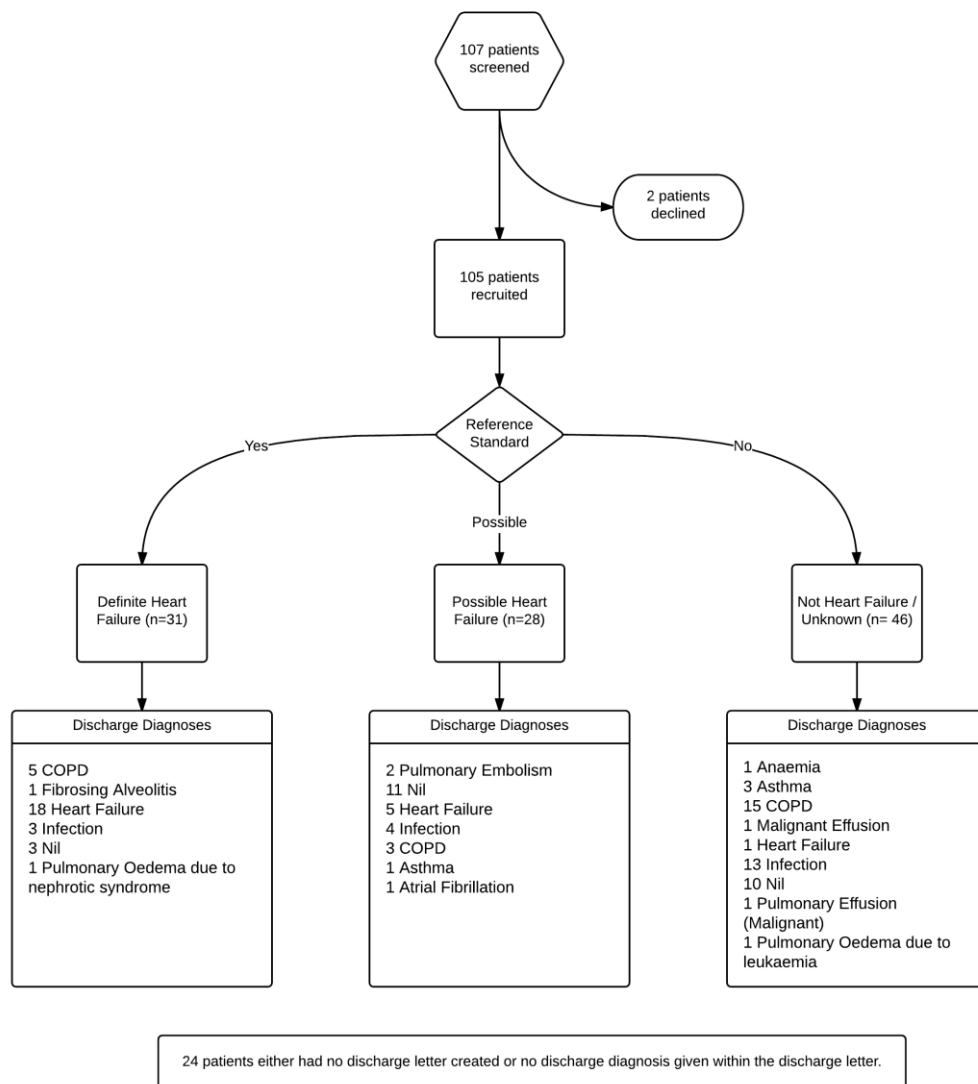 107 patients
screened
2 patients
declined
105 patients
recruited
Reference
Standard
Yes
No
Possible
Definite Heart
Failure (n=31)
Possible Heart
Failure (n=28)
Not Heart Failure /
Unknown (n= 46)
Discharge Diagnoses
5 COPD
1 Fibrosing Alveolitis
18 Heart Failure
3 Infection
3 Nil
1 Pulmonary Oedema due to
nephrotic syndrome
Discharge Diagnoses
2 Pulmonary Embolism
11 Nil
5 Heart Failure
4 Infection
3 COPD
1 Asthma
1 Atrial Fibrillation
Discharge Diagnoses
1 Anaemia
3 Asthma
15 COPD
1 Malignant Effusion
1 Heart Failure
13 Infection
10 Nil
1 Pulmonary Effusion
(Malignant)
1 Pulmonary Oedema due to
leukaemia
24 patients either had no discharge letter created or no discharge diagnosis given within the discharge letter.